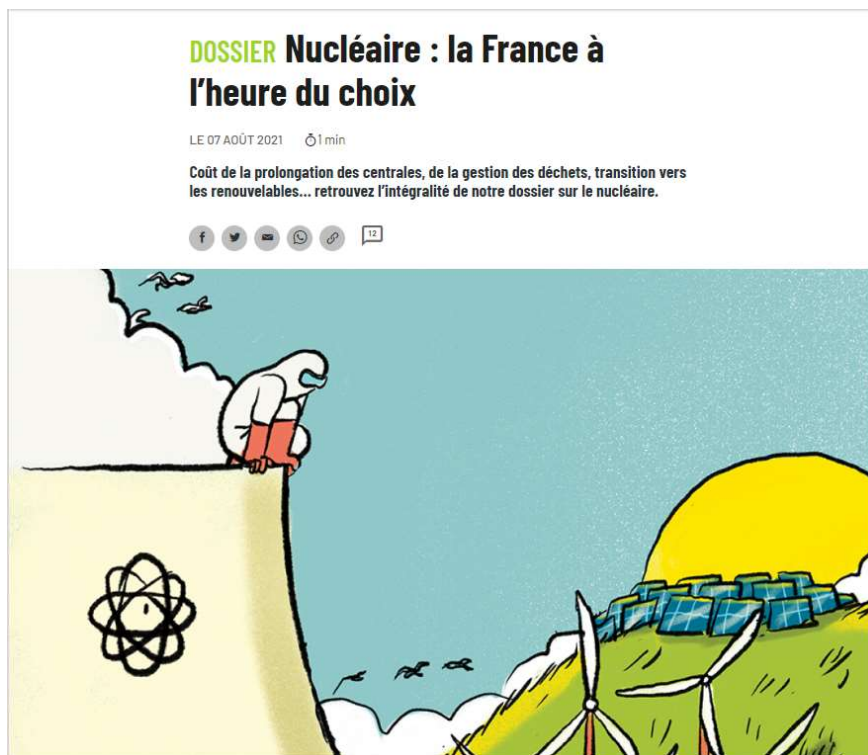 DOSSIER Nucléaire : la France à
l’heure du choix
LE 07 AOÛT 2021 1 min
Coût de la prolongation des centrales, de la gestion des déchets, transition vers
les renouvelables... retrouvez l’intégralité de notre dossier sur le nucléaire.
12